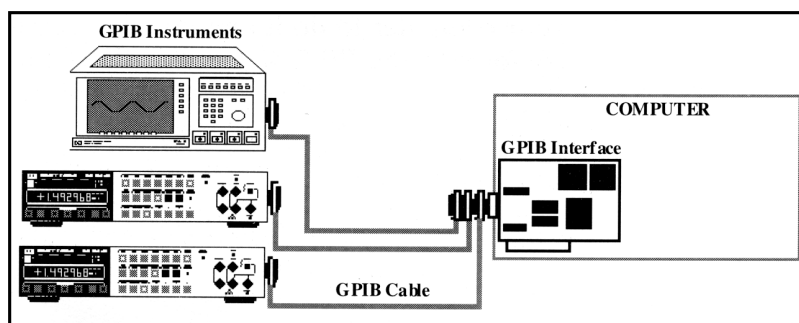 GPIB Instruments
COMPUTER
GPIB Interface
+1.492968
+1.492968
GPIB Cable